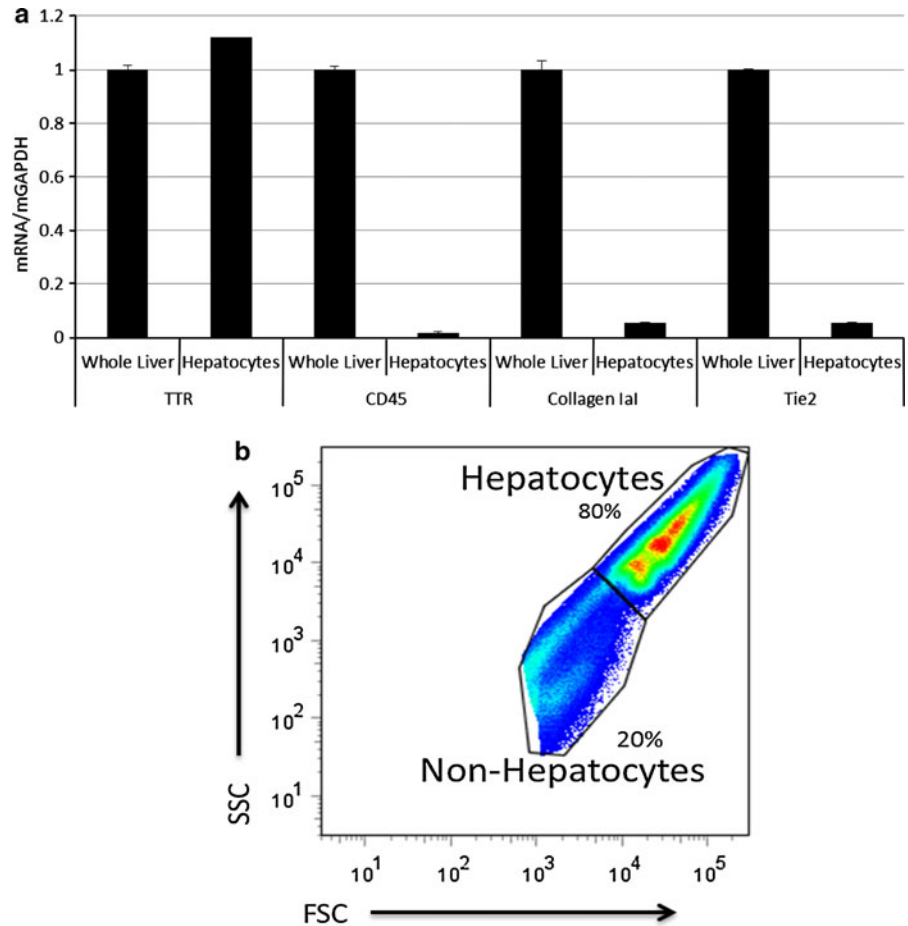 a
1.2
1
0.8
0.6
0.4
0.2
0
mRNA/mGAPDH
Whole Liver Hepatocytes Whole Liver Hepatocytes Whole Liver Hepatocytes Whole Liver Hepatocytes
TTR CD45 Collagen IaI Tie2
b
Hepatocytes
80%
10^5
10^4
10^3
10^2
10^1
SSC
20%
Non-Hepatocytes
10^1 10^2 10^3 10^4 10^5
FSC